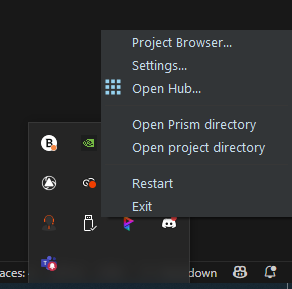 Project Browser...
Settings...
Open Hub...
Open Prism directory
Open project directory
Restart
Exit
aces:
down